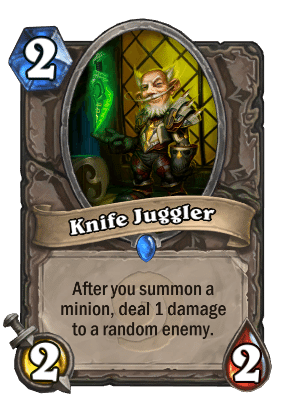 2
Knife Juggler
After you summon a
minion, deal 1 damage
to a random enemy.
2 2